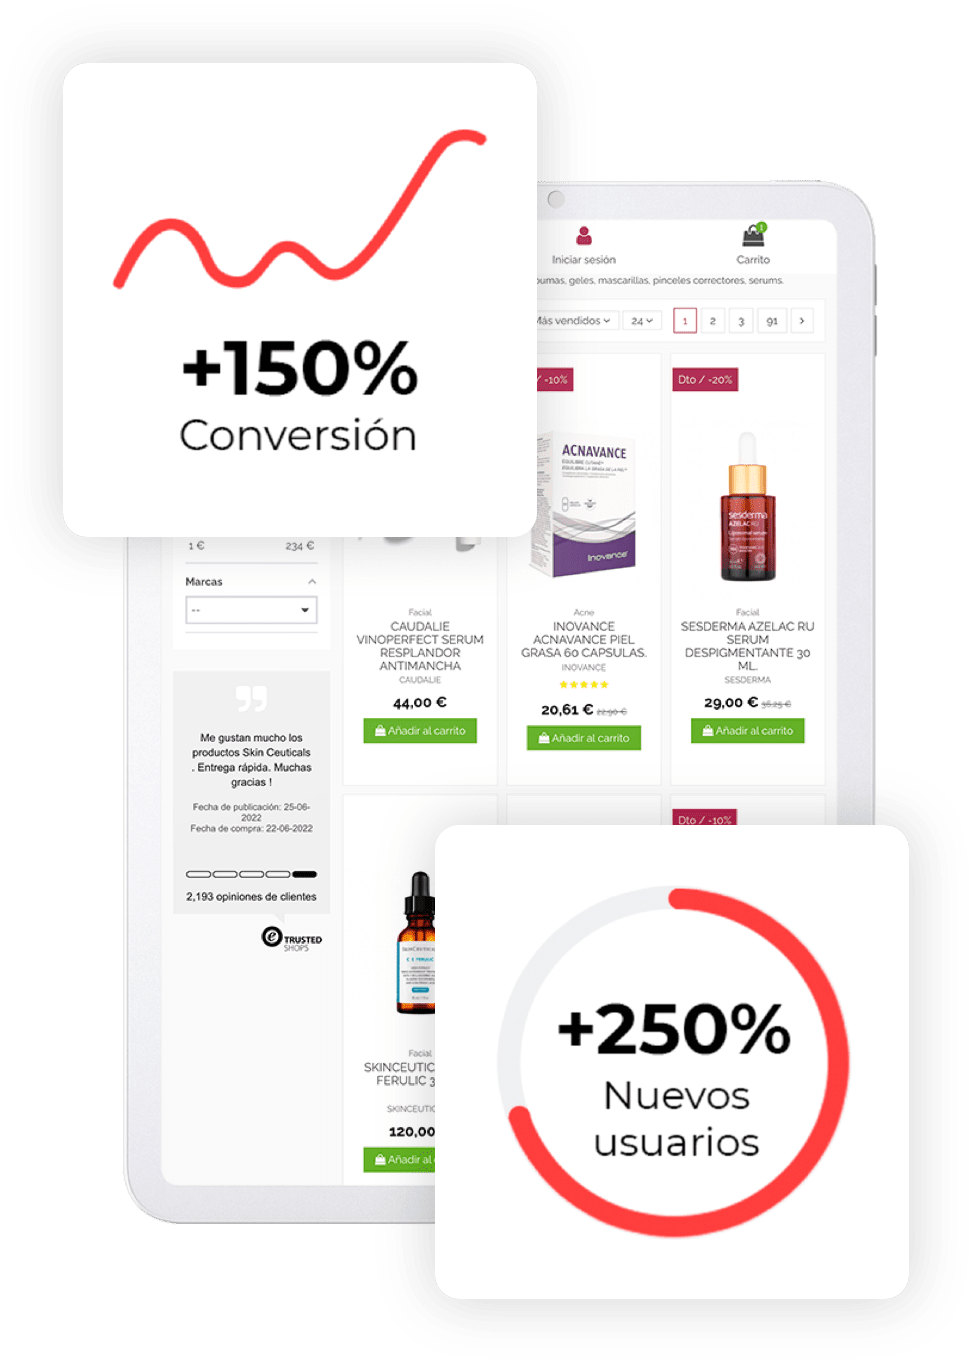 +150%
Conversión
Iniciar sesión
1
Carrito
geles, mascarillas, pinceles correctores, serums.
Más vendidos
24
1
2
3
91
>
/ -10%
Dto / -20%
ACNAVANCE
inovance
sesderma
AZELAC RU
Liposomal serum
1 €
234 €
Marcas
--
Facial
CAUDALIE
VINOPERFECT SERUM
RESPLANDOR
ANTIMANCHA
CAUDALIE
44,00 €
Añadir al carrito
Acne
INOVANCE
ACNAVANCE PIEL
GRASA 60 CAPSULAS.
INOVANCE
20,61 € 22,90 €
Añadir al carrito
Facial
SESDERMA AZELAC RU
SERUM
DESPIGMENTANTE 30
ML.
SESDERMA
29,00 € 36,25 €
Añadir al carrito
Me gustan mucho los
productos Skin Ceuticals
. Entrega rápida. Muchas
gracias !
Fecha de publicación: 25-06-
2022
Fecha de compra: 22-06-2022
2,193 opiniones de clientes
e TRUSTED
SHOPS
Dto / -10%
C E FERULIC
Facial
SKINCEUTIC
FERULIC 3
SKINCEUTIC
120,00
Añadir al
+250%
Nuevos
usuarios